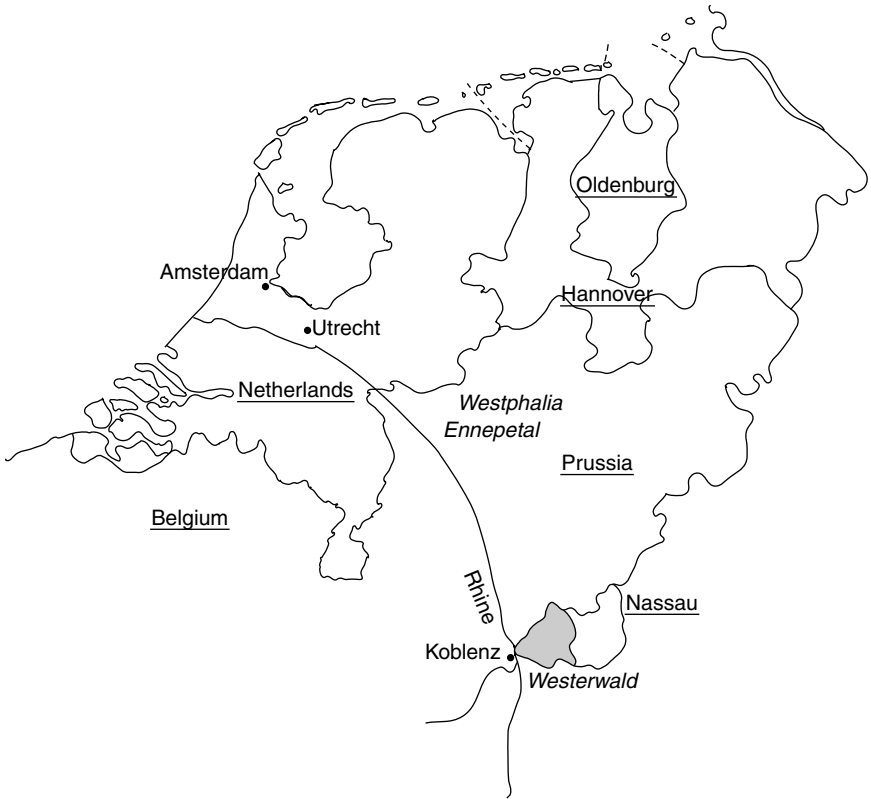 Oldenburg
Amsterdam
Hannover
Utrecht
Netherlands
Westphalia
Ennepetal
Prussia
Belgium
Rhine
Nassau
Koblenz
Westerwald